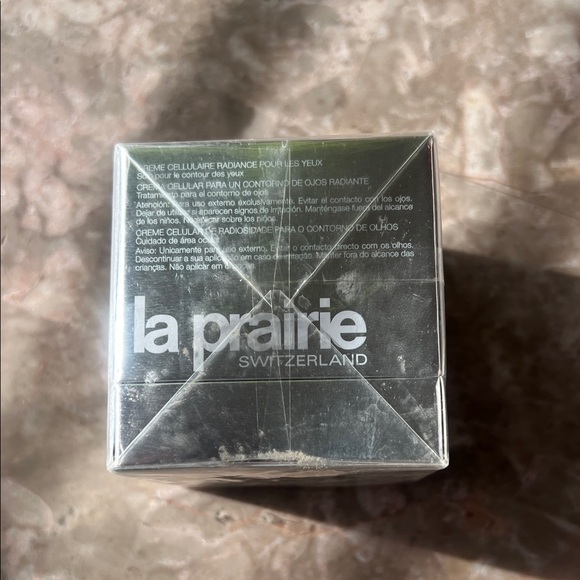 CREME CELLULAIRE RADIANCE POUR LES YEUX
Soin pour le contour des yeux
CREMA CELULAR PARA UN CONTORNO DE OJOS RADIANTE
Tratamiento para el contorno de ojos
Atención: para uso externo exclusivamente. Evitar el contacto con los ojos.
Dejar de utilizar si aparecen signos de irritación. Manténgase fuera del alcance
de los niños. No aplicar sobre los niños.
CREME CELULAR DE RADIOSIDADE PARA O CONTORNO DE OLHOS
Cuidado de área ocular
Aviso: Unicamente para uso externo. Evitar o contacto directo com os olhos.
Descontinuar a sua aplicação em caso de irritação. Manter fora do alcance das
crianças. Não aplicar em crianças.
la prairie
SWITZERLAND